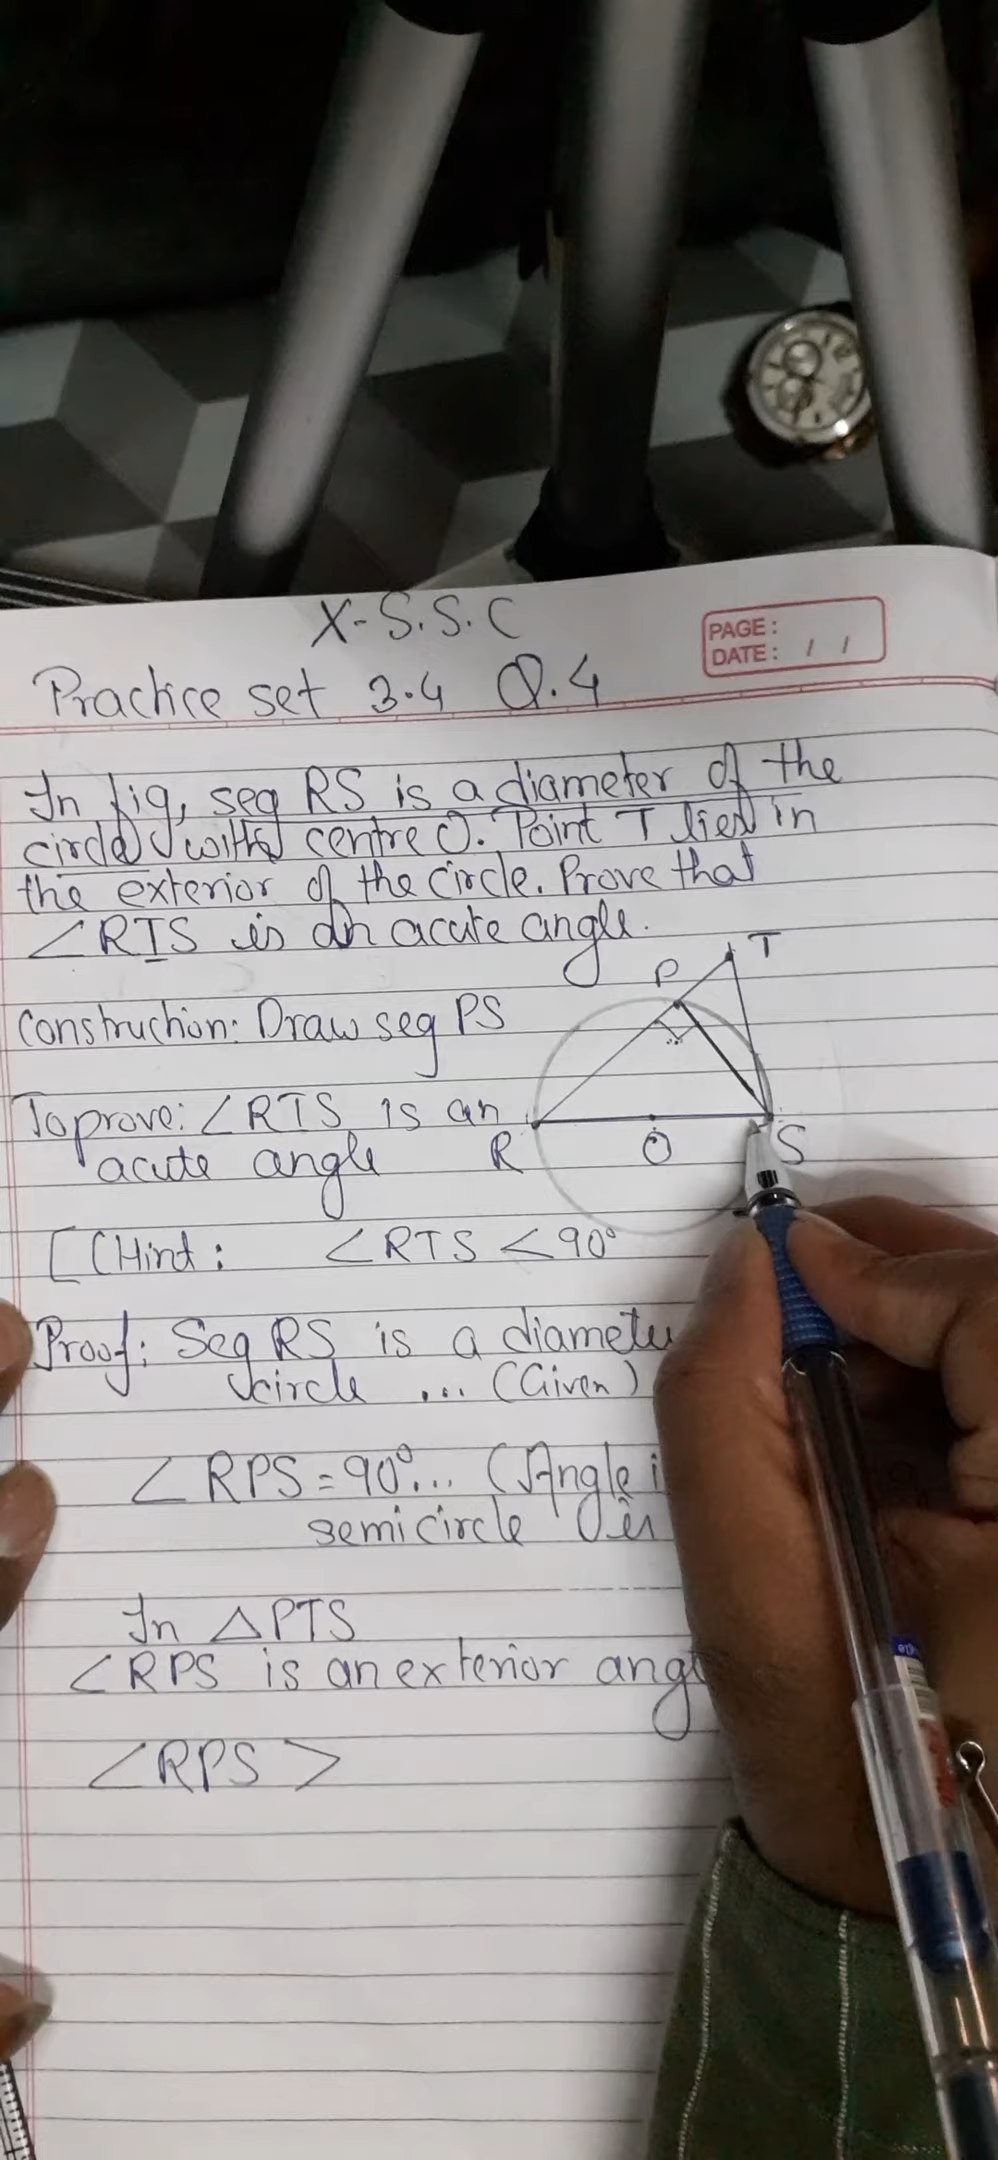 X-S.S.C
PAGE:
DATE: / /
Practice set 3.4 Q.4
In fig, seg RS is a diameter of the
circle with centre O. Point T lies in
the exterior of the circle. Prove that
∠RTS is an acute angle.
T
P
Construction: Draw seg PS
To prove: ∠RTS is an
acute angle
R O S
[(Hint: ∠RTS < 90°
Proof: Seg RS is a diamete
circle ... (Given)
∠RPS = 90°... (Angle i
semicircle is
In △PTS
∠RPS is an exterior ang
∠RPS >